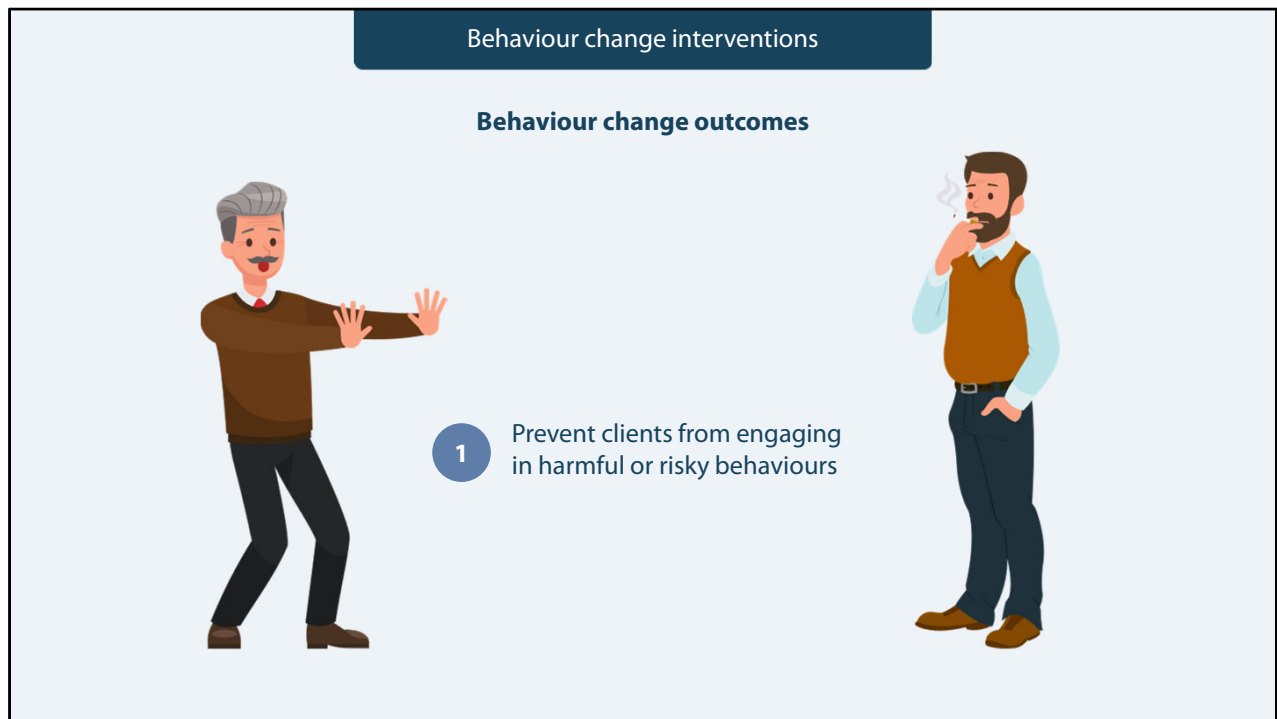 Behaviour change interventions
Behaviour change outcomes
1
Prevent clients from engaging
in harmful or risky behaviours